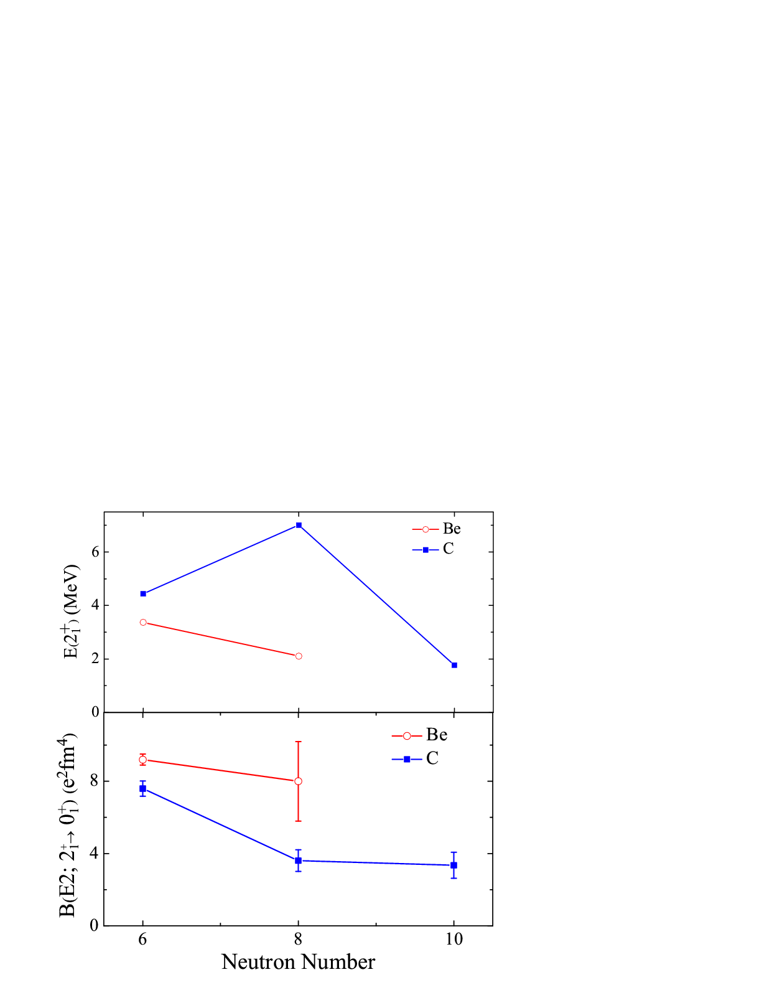 Be
C
6
4
2
0
E(2₁⁺) (MeV)
Be
C
8
4
0
B(E2; 2₁⁺→ 0₁⁺) (e²fm⁴)
6 8 10
Neutron Number